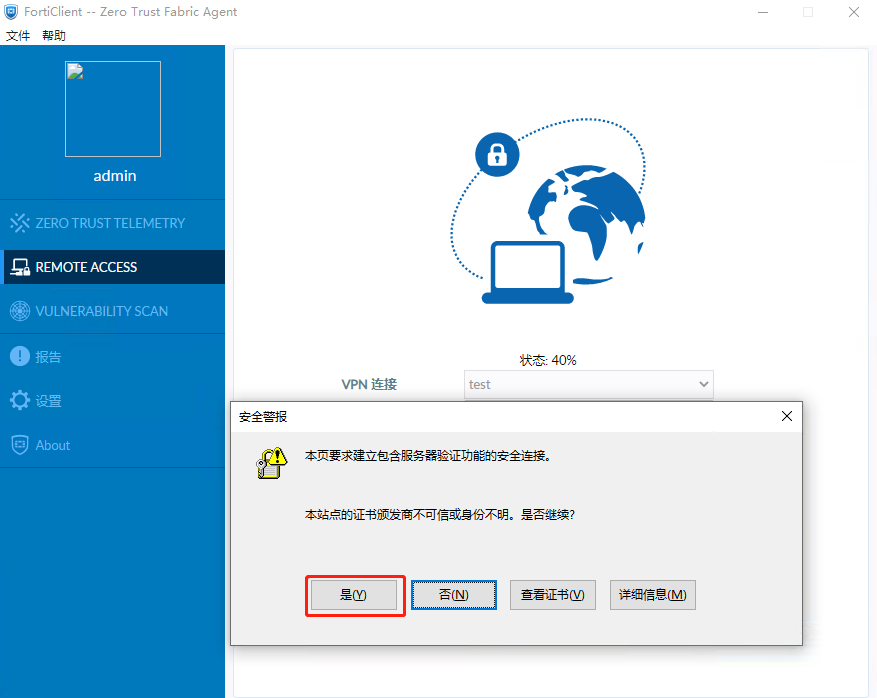 FortiClient -- Zero Trust Fabric Agent
文件 帮助
admin
ZERO TRUST TELEMETRY
REMOTE ACCESS
VULNERABILITY SCAN
报告
设置
About
状态: 40%
VPN 连接 test
安全警报
本页要求建立包含服务器验证功能的安全连接。
本站点的证书颁发商不可信或身份不明。是否继续?
是(Y) 否(N) 查看证书(V) 详细信息(M)